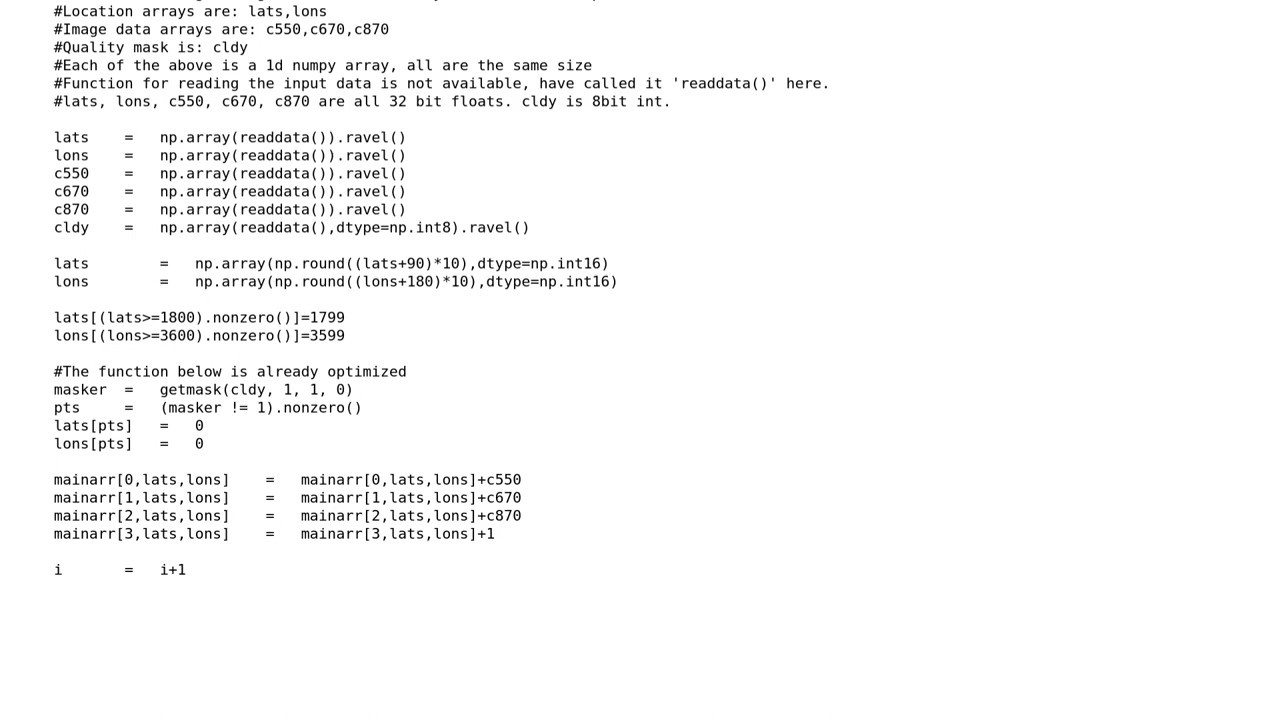 #Location arrays are: lats,lons
#Image data arrays are: c550,c670,c870
#Quality mask is: cldy
#Each of the above is a 1d numpy array, all are the same size
#Function for reading the input data is not available, have called it 'readdata()' here.
#lats, lons, c550, c670, c870 are all 32 bit floats. cldy is 8bit int.
lats    =   np.array(readdata()).ravel()
lons    =   np.array(readdata()).ravel()
c550    =   np.array(readdata()).ravel()
c670    =   np.array(readdata()).ravel()
c870    =   np.array(readdata()).ravel()
cldy    =   np.array(readdata(),dtype=np.int8).ravel()
lats        =   np.array(np.round((lats+90)*10),dtype=np.int16)
lons        =   np.array(np.round((lons+180)*10),dtype=np.int16)
lats[(lats>=1800).nonzero()]=1799
lons[(lons>=3600).nonzero()]=3599
#The function below is already optimized
masker  =   getmask(cldy, 1, 1, 0)
pts     =   (masker != 1).nonzero()
lats[pts]   =   0
lons[pts]   =   0
mainarr[0,lats,lons]    =   mainarr[0,lats,lons]+c550
mainarr[1,lats,lons]    =   mainarr[1,lats,lons]+c670
mainarr[2,lats,lons]    =   mainarr[2,lats,lons]+c870
mainarr[3,lats,lons]    =   mainarr[3,lats,lons]+1
i       =   i+1